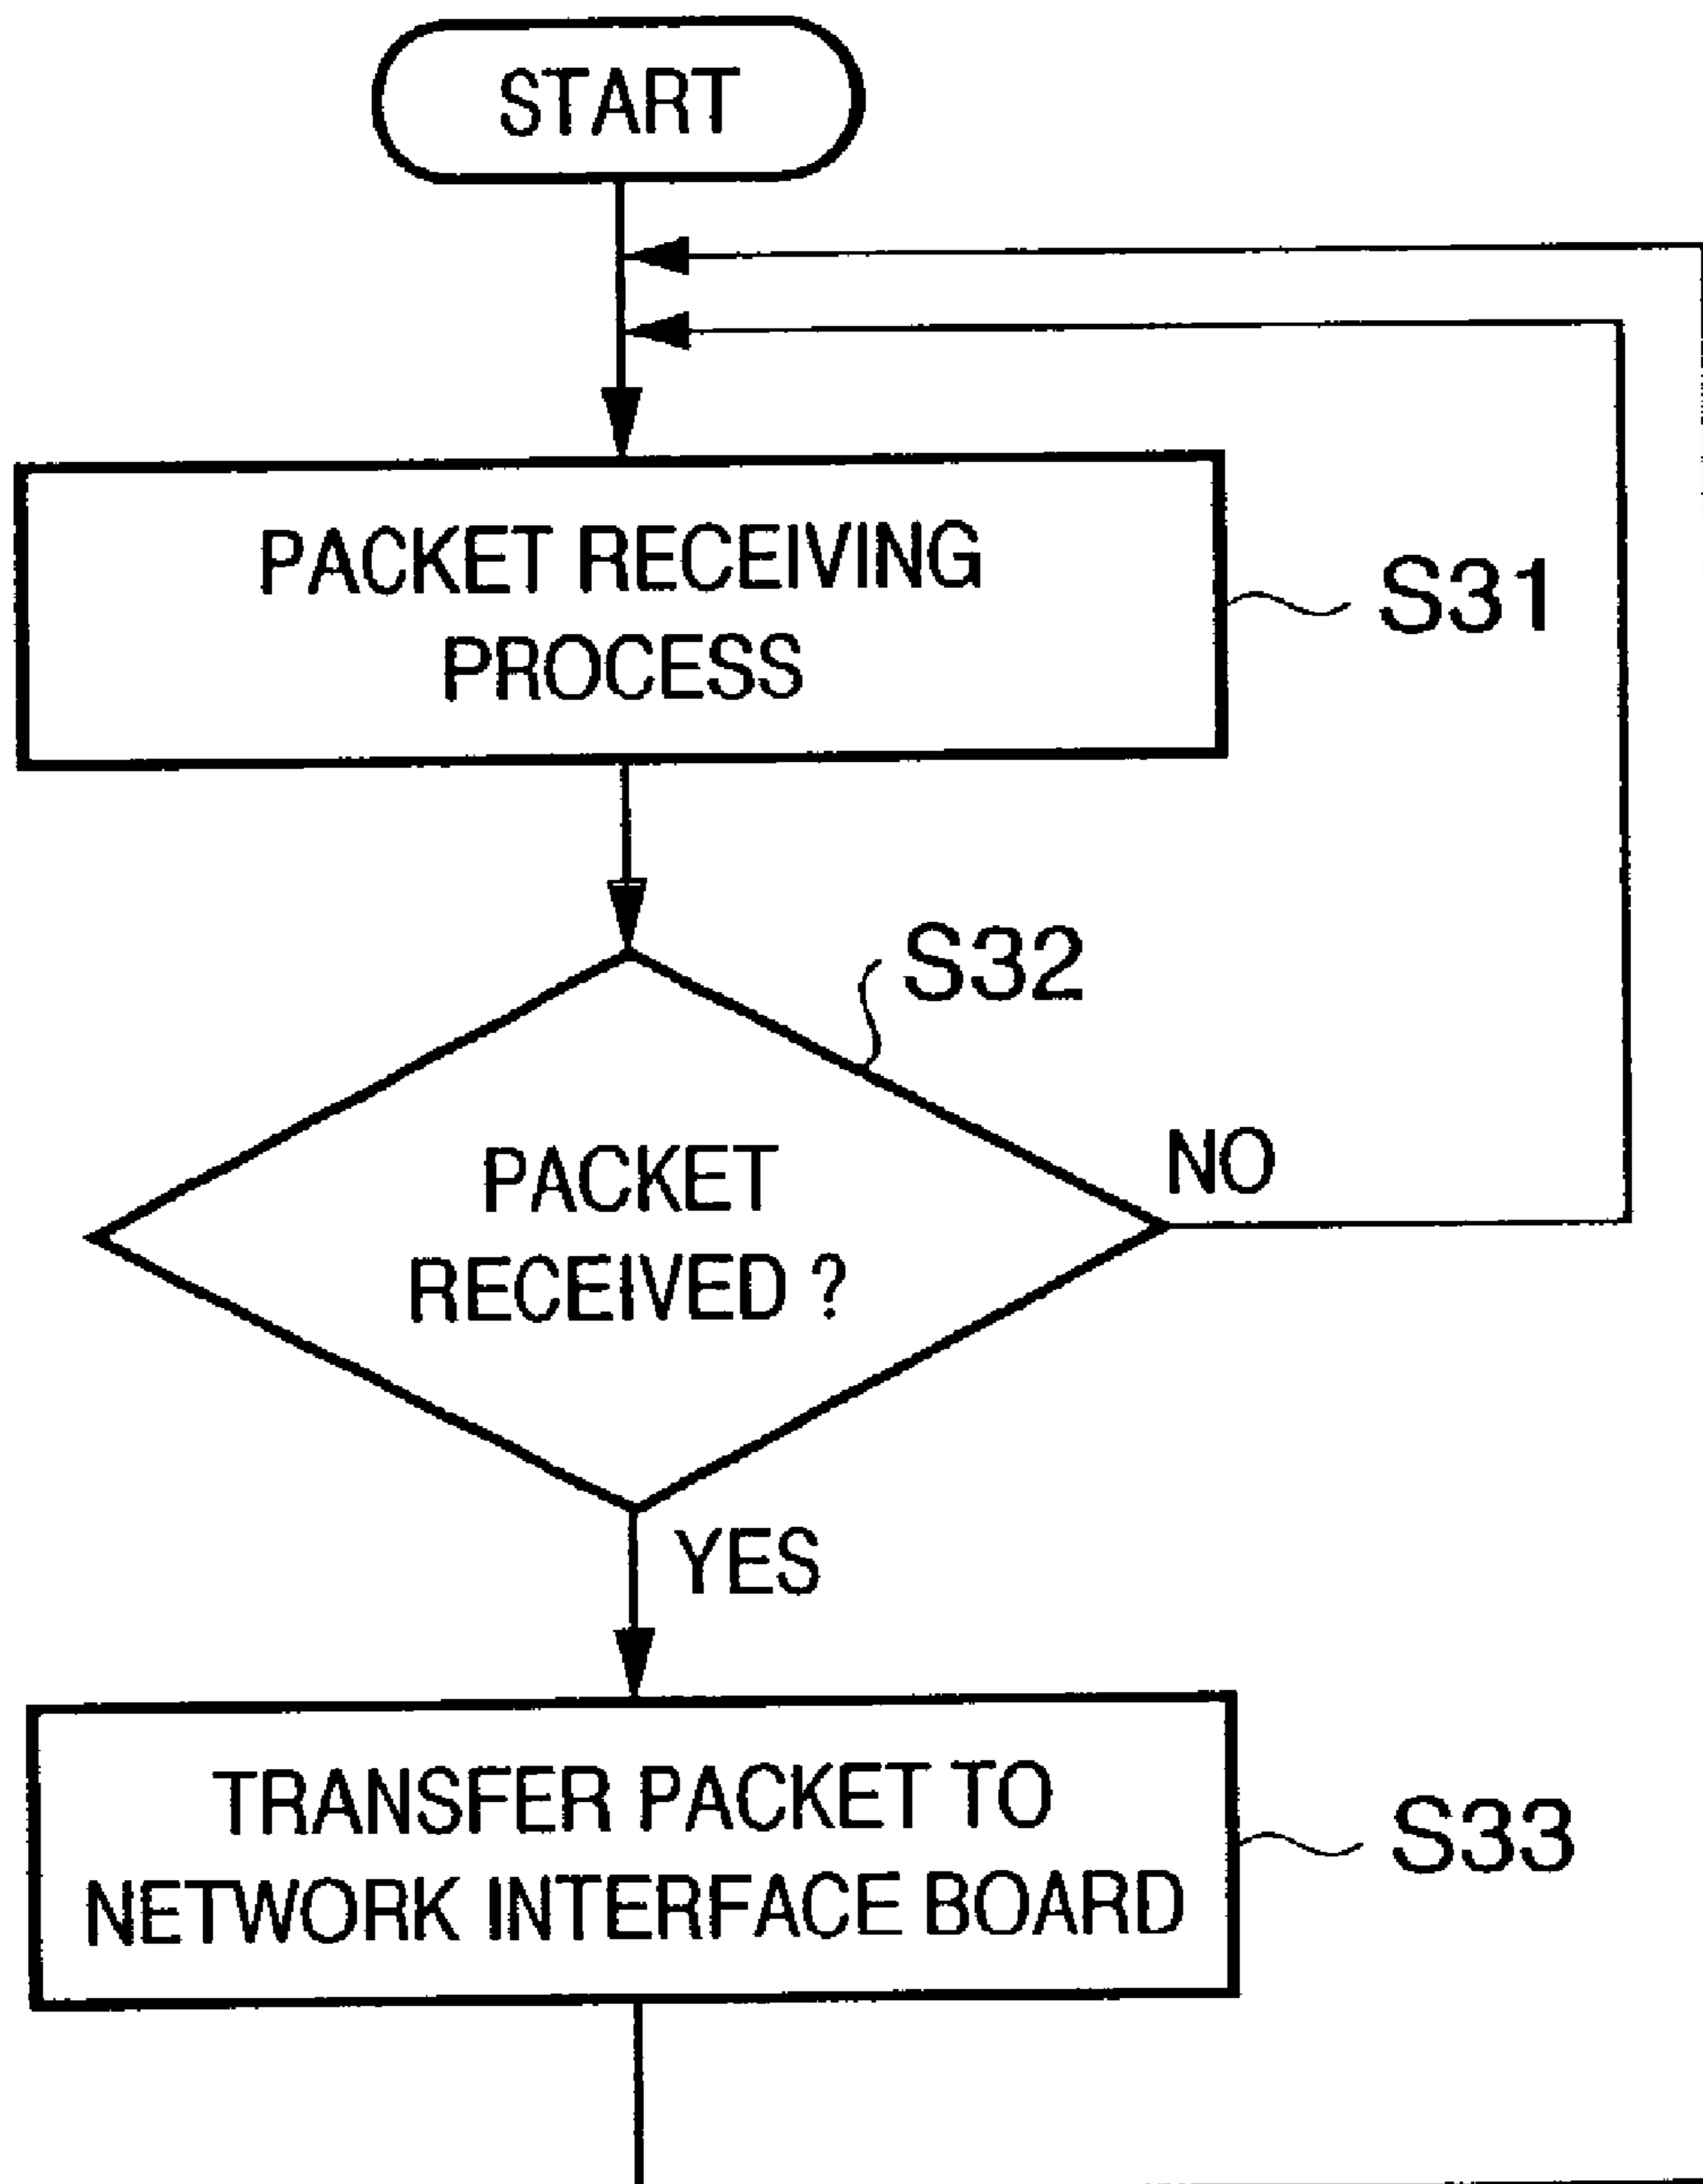 START
PACKET RECEIVING
PROCESS
S31
S32
PACKET
RECEIVED ?
NO
YES
TRANSFER PACKET TO
NETWORK INTERFACE BOARD
S33